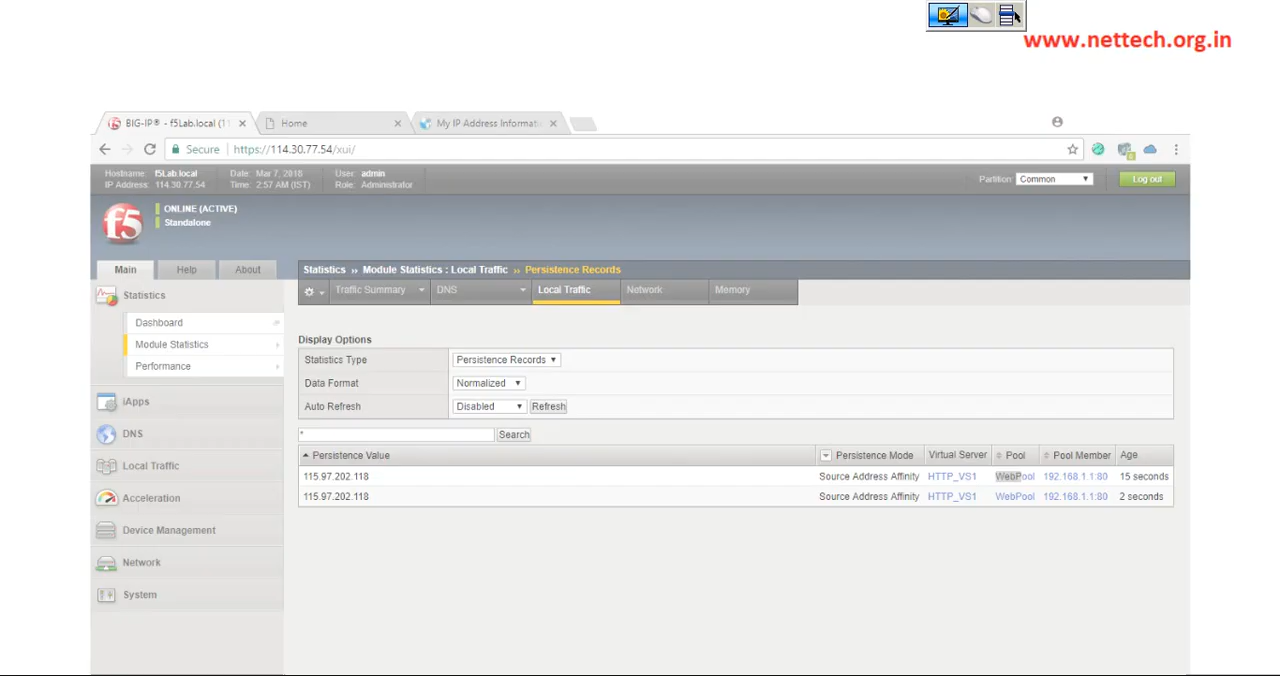 www.nettech.org.in
BIG-IP® - f5Lab.local (11
Home
My IP Address Informati
Secure
https://114.30.77.54/xui/
Hostname: f5Lab.local Date: Mar 7, 2018 User: admin
IP Address: 114.30.77.54 Time: 2:57 AM (IST) Role: Administrator
Partition: Common Log out
f5
ONLINE (ACTIVE)
Standalone
Main Help About
Statistics » Module Statistics : Local Traffic » Persistence Records
Traffic Summary DNS Local Traffic Network Memory
Statistics
Dashboard
Module Statistics
Performance
iApps
DNS
Local Traffic
Acceleration
Device Management
Network
System
Display Options
Statistics Type Persistence Records
Data Format Normalized
Auto Refresh Disabled Refresh
* Search
Persistence Value Persistence Mode Virtual Server Pool Pool Member Age
115.97.202.118 Source Address Affinity HTTP_VS1 WebPool 192.168.1.1:80 15 seconds
115.97.202.118 Source Address Affinity HTTP_VS1 WebPool 192.168.1.1:80 2 seconds